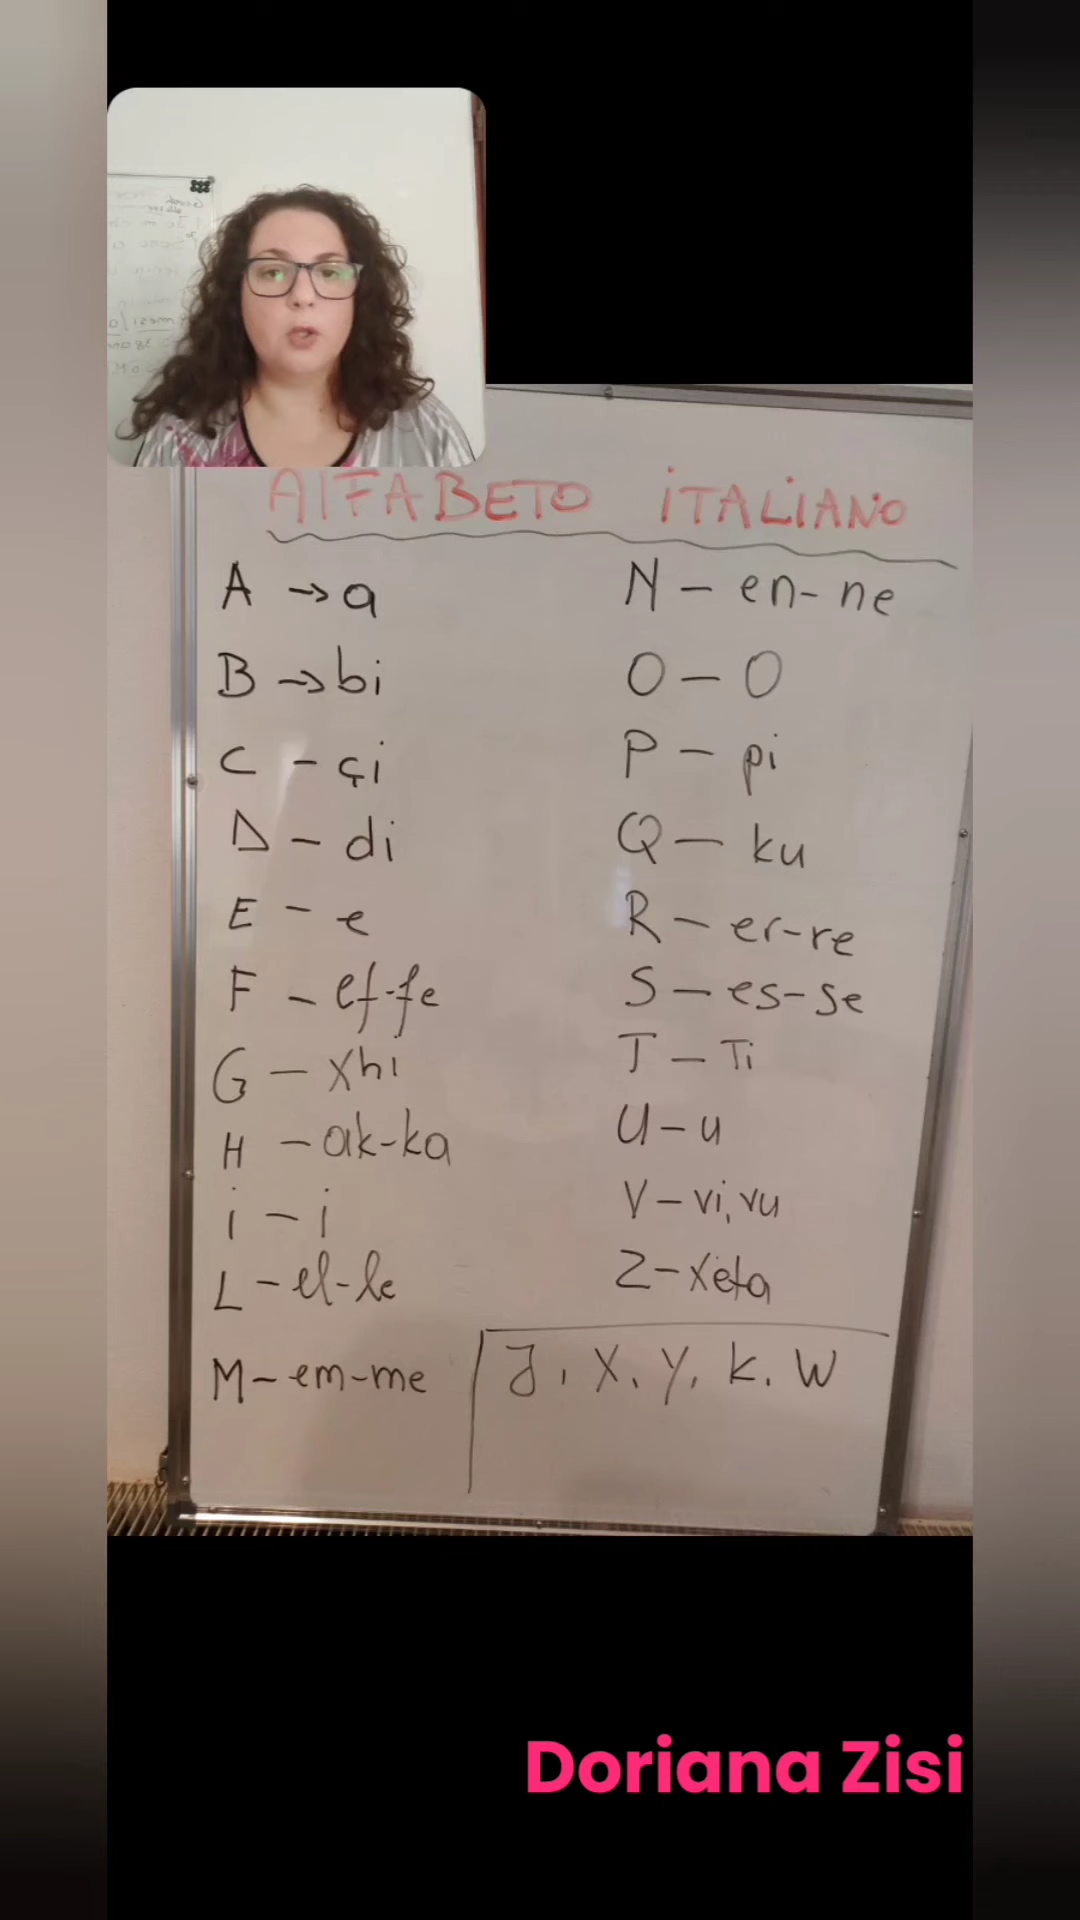 ALFABETO ITALIANO
A → a
B → bi
C - çi
D - di
E - e
F - ef-fe
G - xhi
H - ak-ka
i - i
L - el-le
M - em-me
N - en-ne
O - O
P - pi
Q - ku
R - er-re
S - es-se
T - Ti
U - u
V - vi, vu
Z - xeta
J, X, Y, K, W
Doriana Zisi